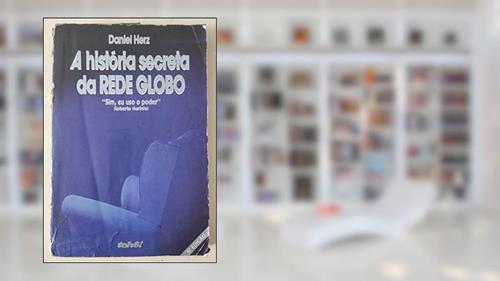 Daniel Herz
A história secreta
da REDE GLOBO
"Sim, eu uso o poder"
Roberto Marinho